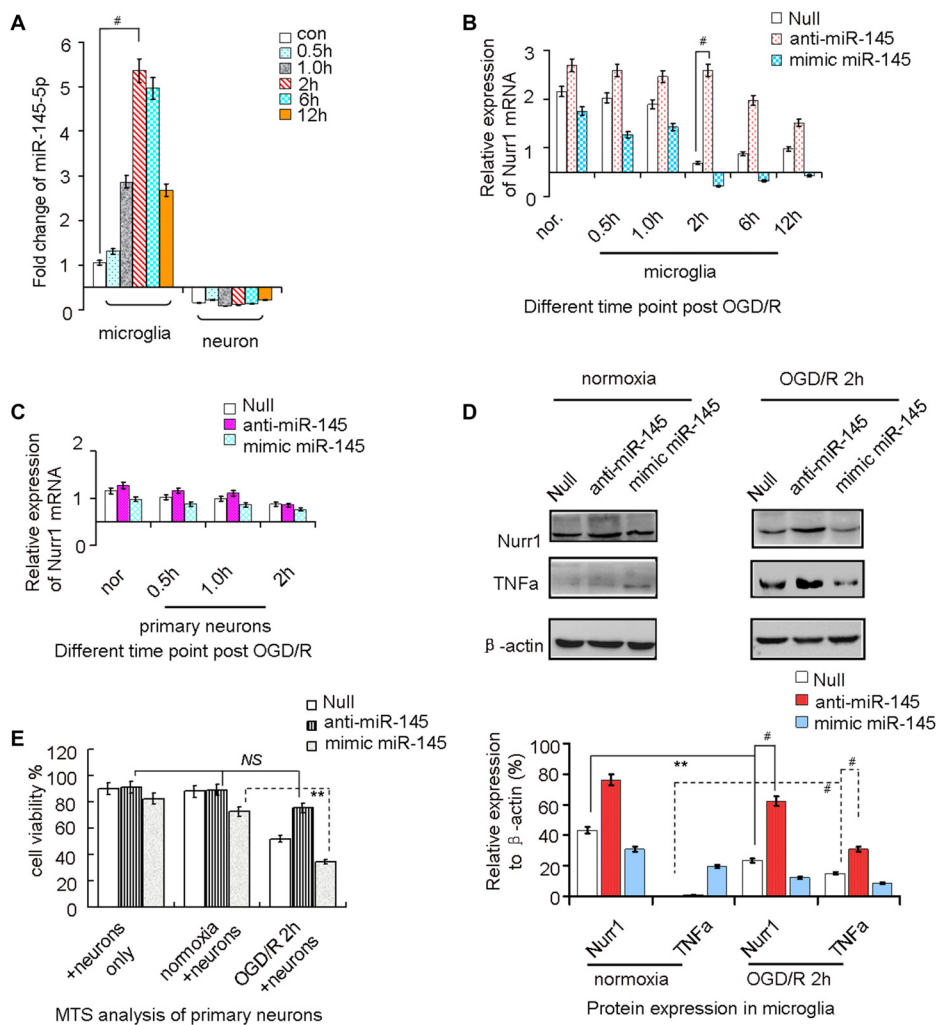 A
#
Fold change of miR-145-5p
6
5
4
3
2
1
0
con
0.5h
1.0h
2h
6h
12h
microglia
neuron
B
Null
anti-miR-145
mimic miR-145
#
Relative expression
of Nurr1 mRNA
3
2
1
0
nor.
0.5h
1.0h
2h
6h
12h
microglia
Different time point post OGD/R
C
Null
anti-miR-145
mimic miR-145
Relative expression
of Nurr1 mRNA
2
1
0
nor
0.5h
1.0h
2h
primary neurons
Different time point post OGD/R
D
normoxia
OGD/R 2h
Null
anti-miR-145
mimic miR-145
Null
anti-miR-145
mimic miR-145
Nurr1
TNFa
β-actin
Null
anti-miR-145
mimic miR-145
Relative expression
to β-actin (%)
100
80
60
40
20
0
**
#
#
#
Nurr1
TNFa
Nurr1
TNFa
normoxia
OGD/R 2h
Protein expression in microglia
E
Null
anti-miR-145
mimic miR-145
cell viability %
120
100
80
60
40
20
0
NS
**
+neurons
only
normoxia
+neurons
OGD/R 2h
+neurons
MTS analysis of primary neurons